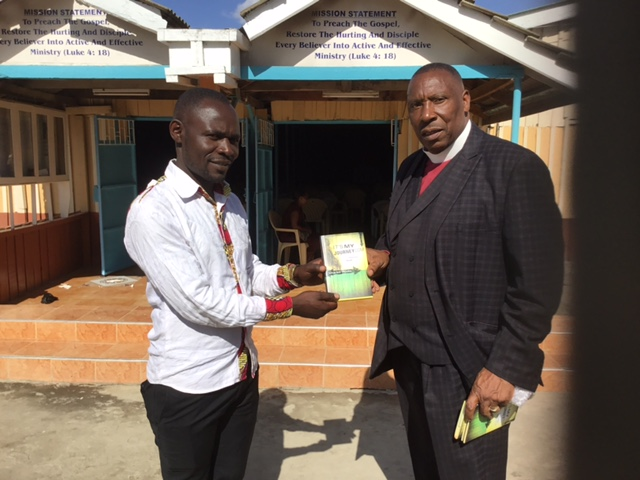 MISSION STATEMENT
To Preach The Gospel,
Restore The Hurting And Disciple
Every Believer Into Active And Effective
Ministry (Luke 4: 18)
MISSION STATEMENT
To Preach The Gospel,
Restore The Hurting And Disciple
Every Believer Into Active And Effective
Ministry (Luke 4: 18)
NEW
JOURNEY